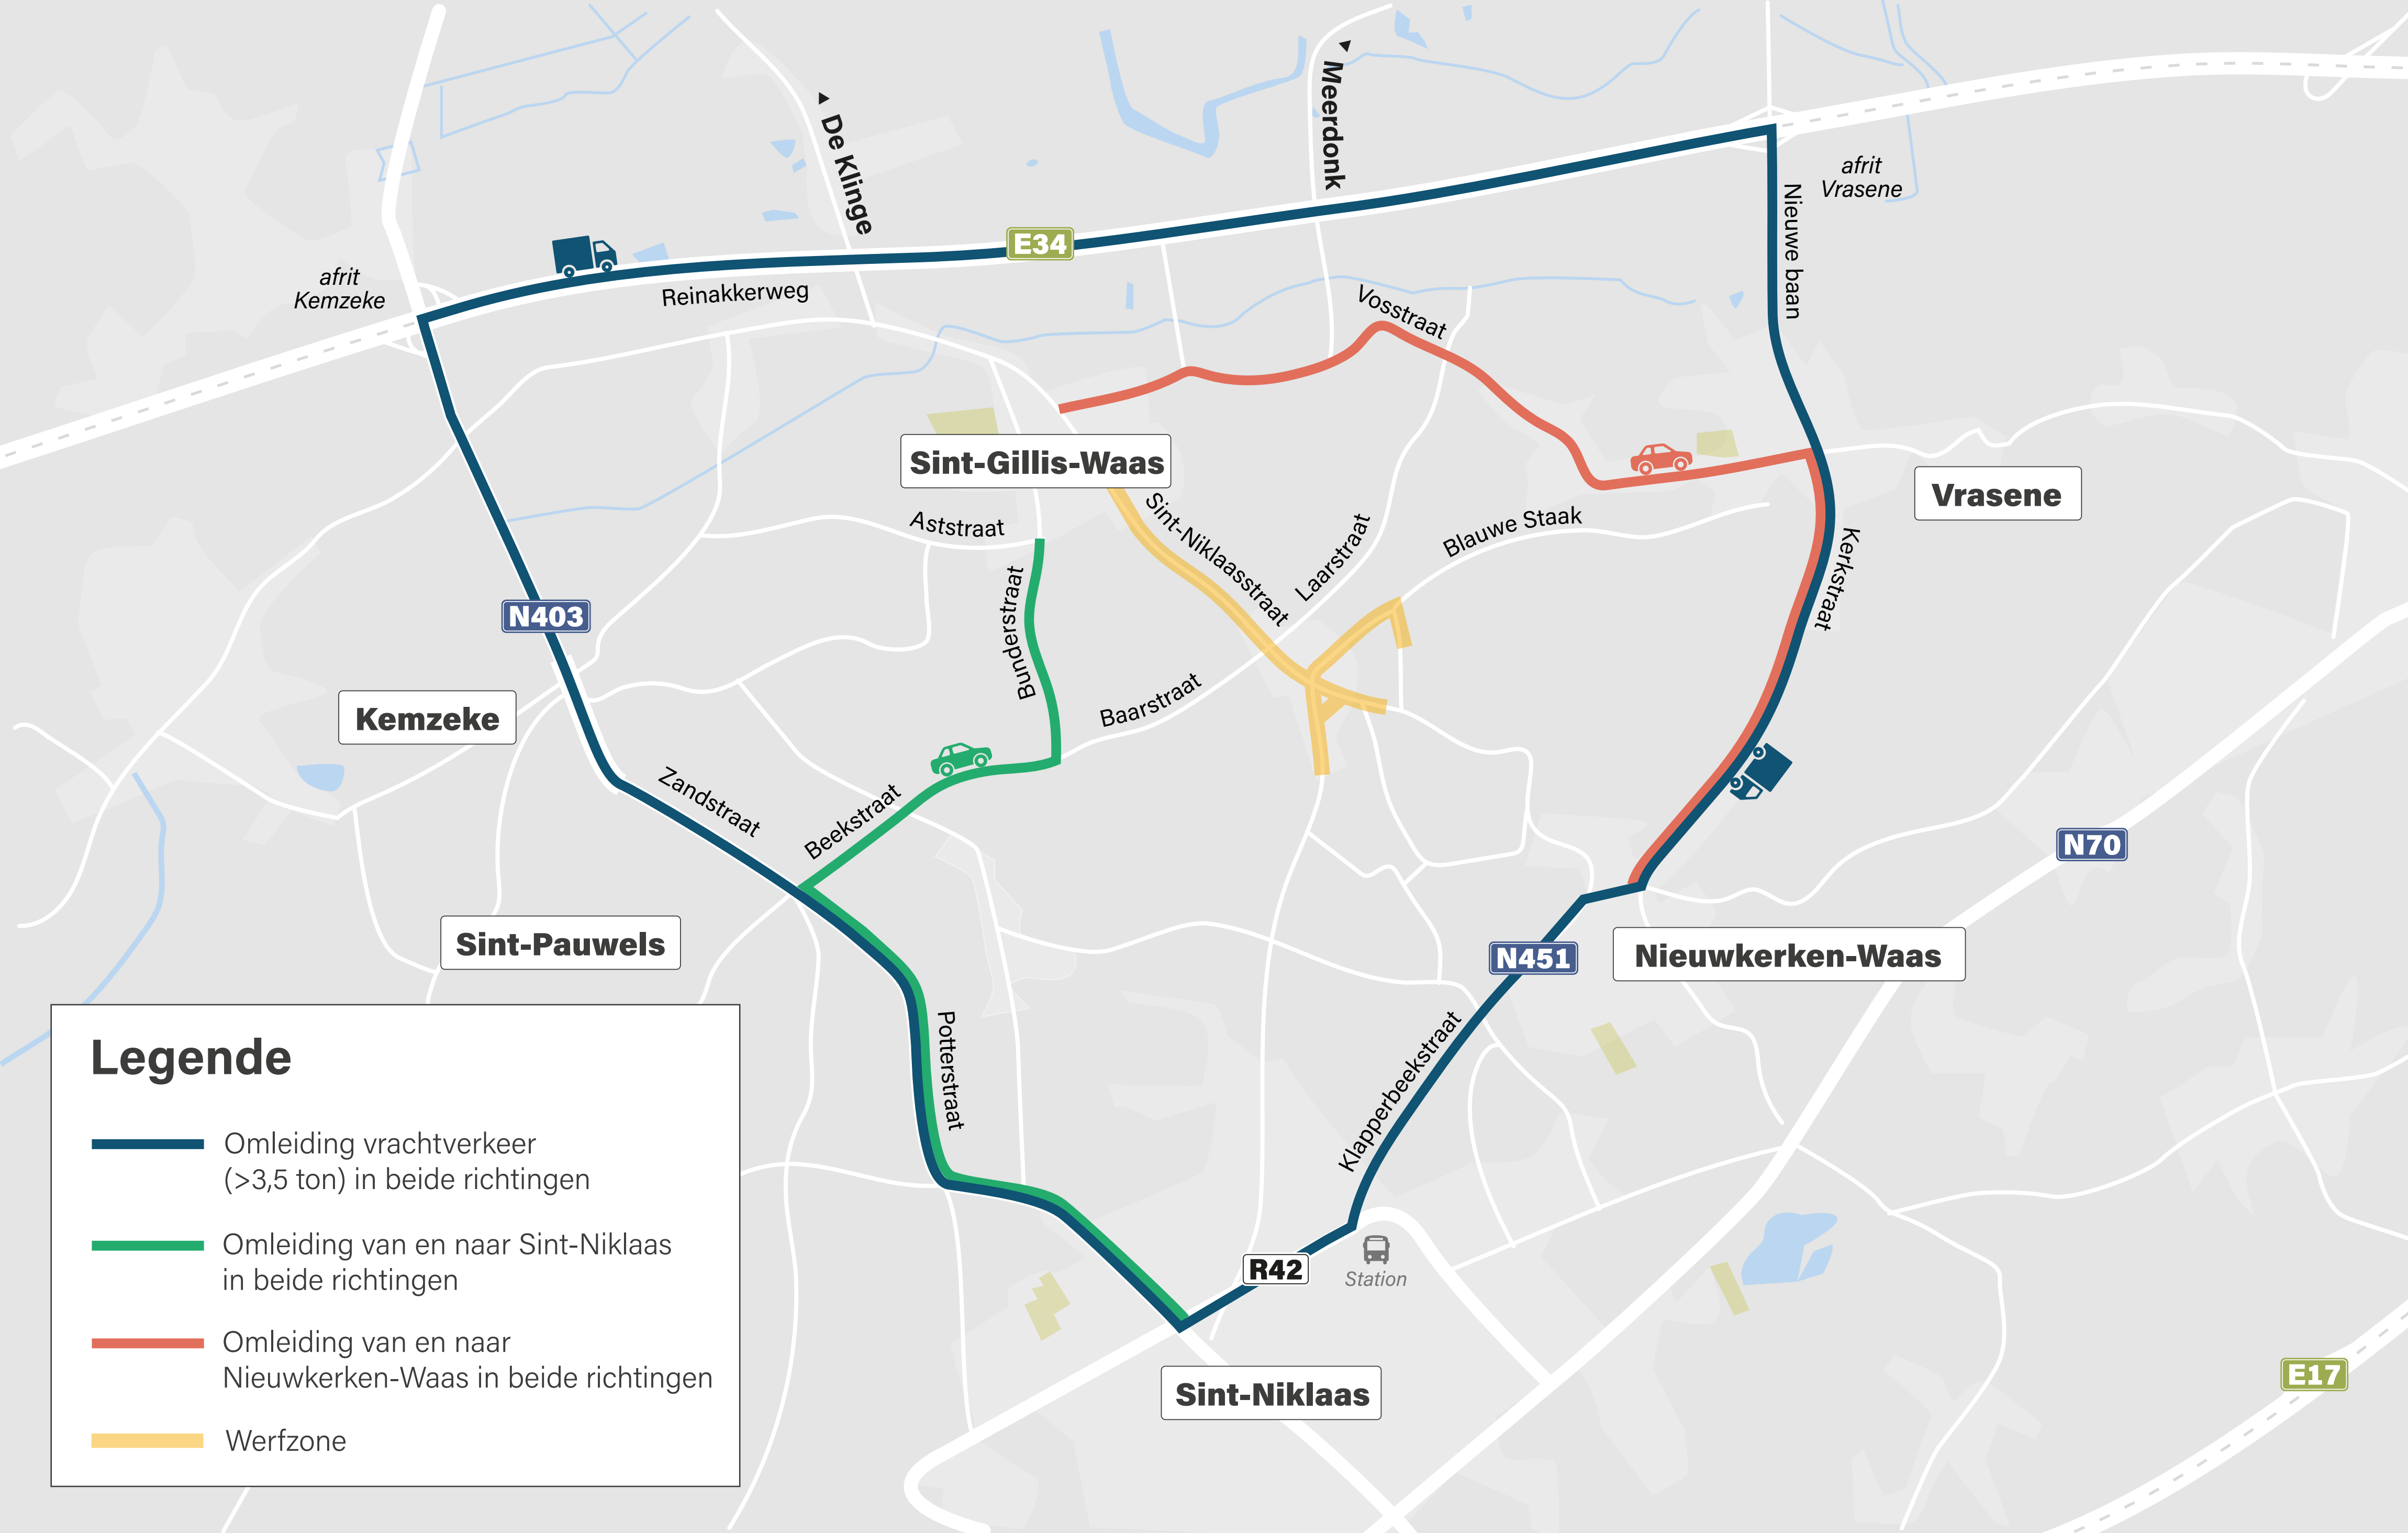 Meerdonk
De Klinge
afrit
Vrasene
Nieuwe baan
E34
afrit
Kemzeke
Reinakkerweg
Vosstraat
Sint-Gillis-Waas
Vrasene
Sint-Niklaasstraat
Aststraat
Laarstraat
Blauwe Staak
Kerkstraat
Bunderstraat
N403
Kemzeke
Baarstraat
Zandstraat
Beekstraat
N70
Sint-Pauwels
N451
Nieuwkerken-Waas
Potterstraat
Klapperbeekstraat
R42
Station
Sint-Niklaas
E17
Legende
Omleiding vrachtverkeer
(>3,5 ton) in beide richtingen
Omleiding van en naar Sint-Niklaas
in beide richtingen
Omleiding van en naar
Nieuwkerken-Waas in beide richtingen
Werfzone